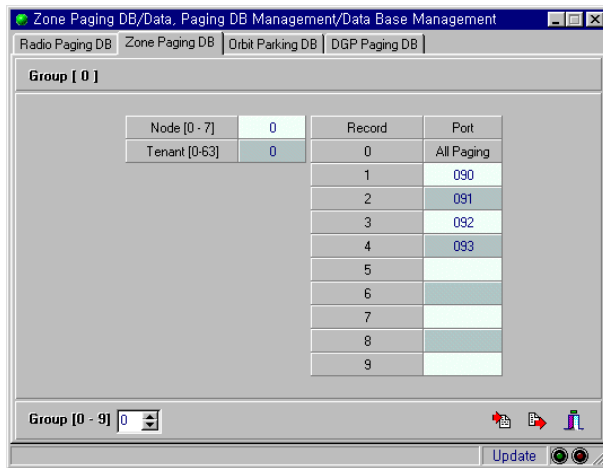 Zone Paging DB/Data, Paging DB Management/Data Base Management
Radio Paging DB Zone Paging DB Orbit Parking DB DGP Paging DB
Group [ 0 ]
Node [0 - 7] 0 Record Port
Tenant [0-63] 0 0 All Paging
1 090
2 091
3 092
4 093
5
6
7
8
9
Group [0 - 9] 0
Update